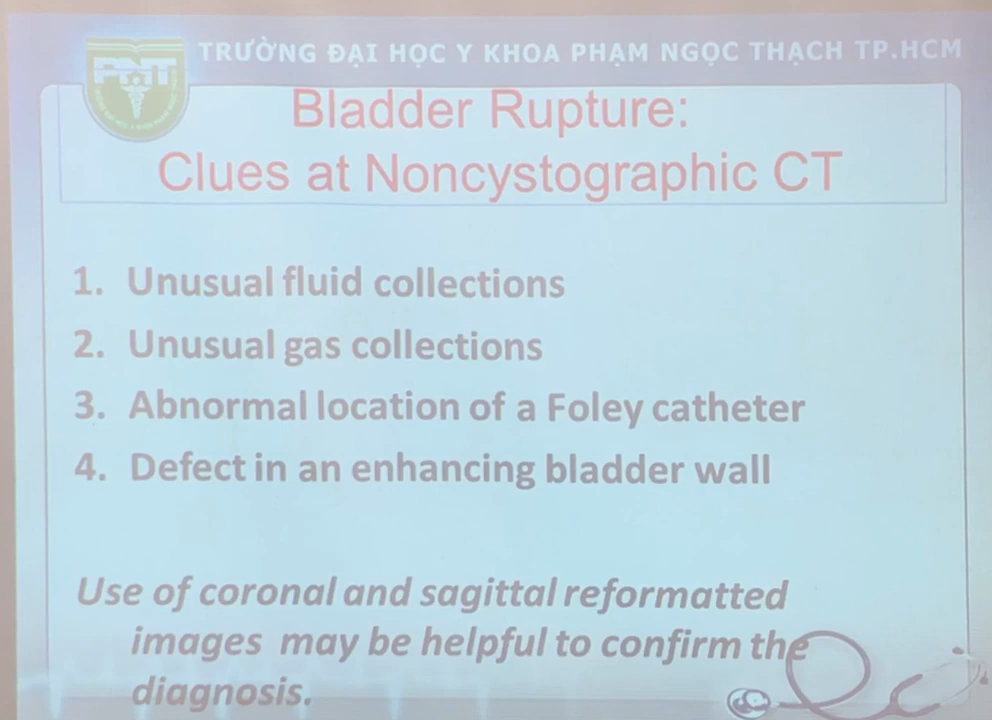 TRƯỜNG ĐẠI HỌC Y KHOA PHẠM NGỌC THẠCH TP.HCM
PNT
Bladder Rupture:
Clues at Noncystographic CT
1. Unusual fluid collections
2. Unusual gas collections
3. Abnormal location of a Foley catheter
4. Defect in an enhancing bladder wall
Use of coronal and sagittal reformatted
images may be helpful to confirm the
diagnosis.